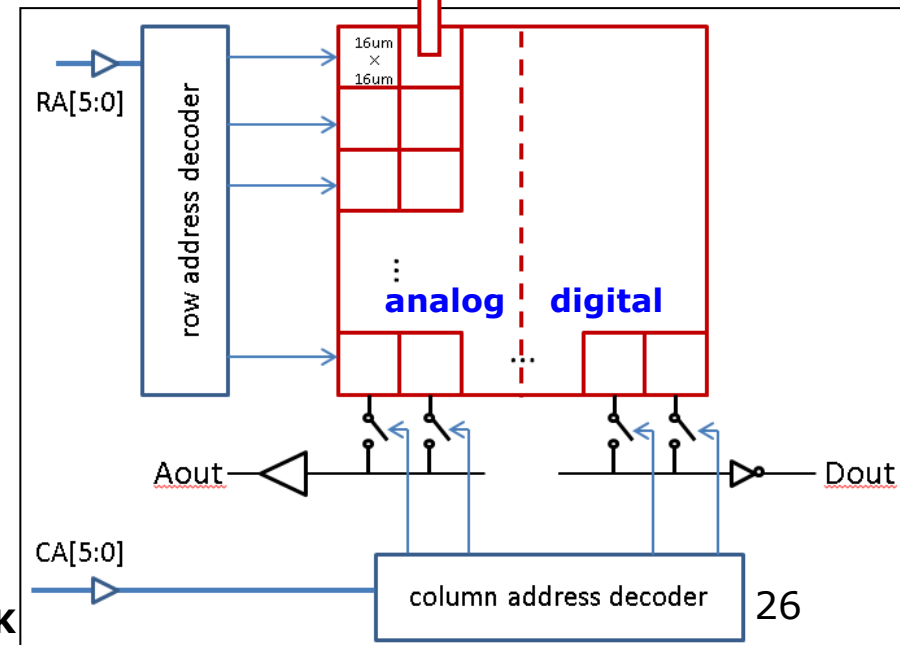 16um
×
16um
RA[5:0]
row address decoder
⋮
analog digital
...
Aout
Dout
CA[5:0]
column address decoder
26
K